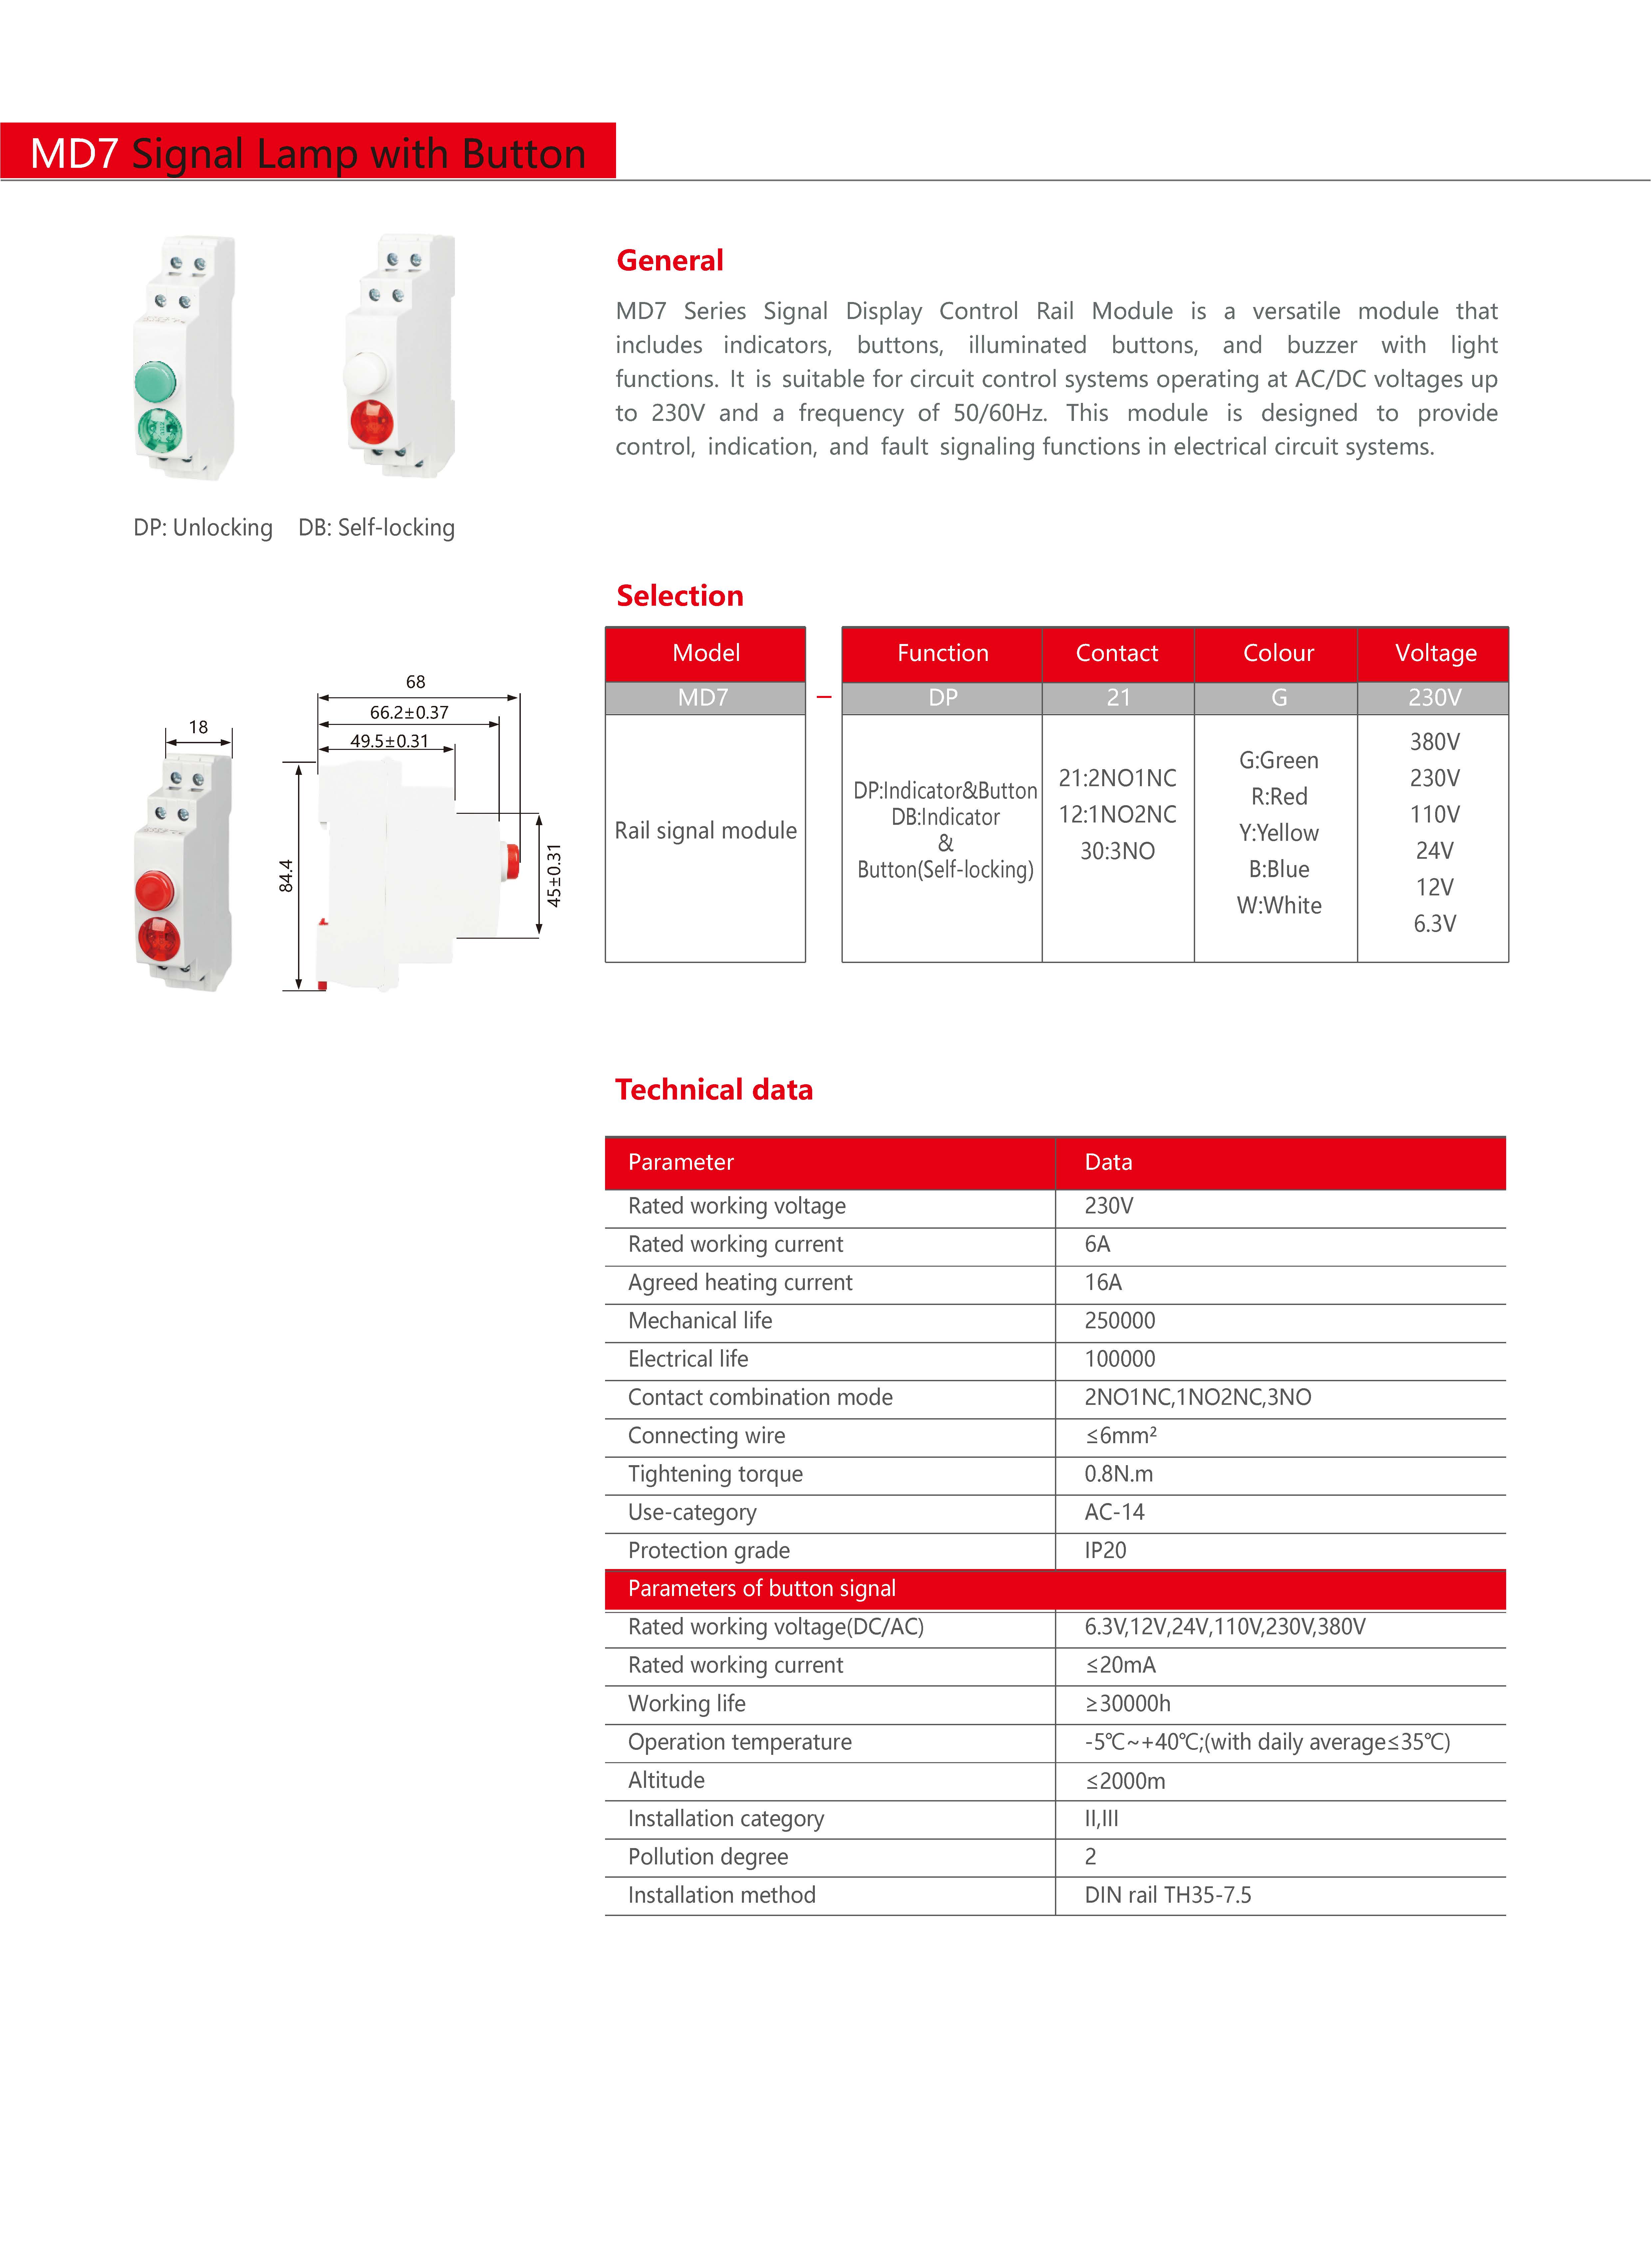 MD7 Signal Lamp with Button
General
MD7 Series Signal Display Control Rail Module is a versatile module that
includes indicators, buttons, illuminated buttons, and buzzer with light
functions. It is suitable for circuit control systems operating at AC/DC voltages up
to 230V and a frequency of 50/60Hz. This module is designed to provide
control, indication, and fault signaling functions in electrical circuit systems.
DP: Unlocking DB: Self-locking
Selection
Model – Function Contact Colour Voltage
MD7 DP 21 G 230V
Rail signal module
DP:Indicator&Button
DB:Indicator
&
Button(Self-locking)
21:2NO1NC
12:1NO2NC
30:3NO
G:Green
R:Red
Y:Yellow
B:Blue
W:White
380V
230V
110V
24V
12V
6.3V
68
66.2±0.37
49.5±0.31
18
84.4
45±0.31
Technical data
Parameter Data
Rated working voltage 230V
Rated working current 6A
Agreed heating current 16A
Mechanical life 250000
Electrical life 100000
Contact combination mode 2NO1NC,1NO2NC,3NO
Connecting wire ≤6mm²
Tightening torque 0.8N.m
Use-category AC-14
Protection grade IP20
Parameters of button signal
Rated working voltage(DC/AC) 6.3V,12V,24V,110V,230V,380V
Rated working current ≤20mA
Working life ≥30000h
Operation temperature -5℃~+40℃;(with daily average≤35℃)
Altitude ≤2000m
Installation category II,III
Pollution degree 2
Installation method DIN rail TH35-7.5